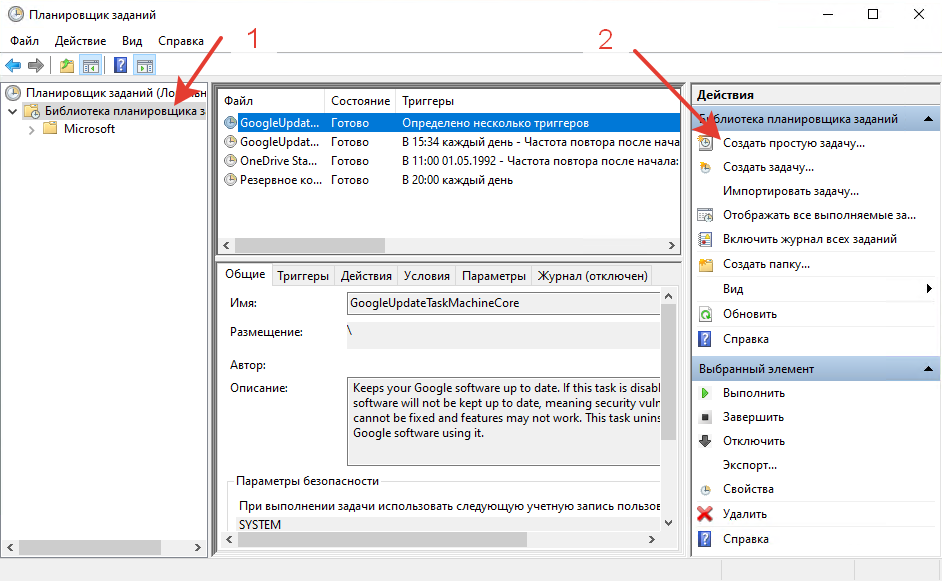 Планировщик заданий
Файл Действие Вид Справка
1
2
Планировщик заданий (Локальн
Библиотека планировщика з
Microsoft
Файл Состояние Триггеры
GoogleUpdat... Готово Определено несколько триггеров
GoogleUpdat... Готово В 15:34 каждый день - Частота повтора после нача
OneDrive Sta... Готово В 11:00 01.05.1992 - Частота повтора после начала:
Резервное ко... Готово В 20:00 каждый день
Общие Триггеры Действия Условия Параметры Журнал (отключен)
Имя: GoogleUpdateTaskMachineCore
Размещение: \
Автор:
Описание: Keeps your Google software up to date. If this task is disabl
software will not be kept up to date, meaning security vuln
cannot be fixed and features may not work. This task unins
Google software using it.
Параметры безопасности
При выполнении задачи использовать следующую учетную запись пользов
SYSTEM
Действия
Библиотека планировщика заданий
Создать простую задачу...
Создать задачу...
Импортировать задачу...
Отображать все выполняемые за...
Включить журнал всех заданий
Создать папку...
Вид
Обновить
Справка
Выбранный элемент
Выполнить
Завершить
Отключить
Экспорт...
Свойства
Удалить
Справка